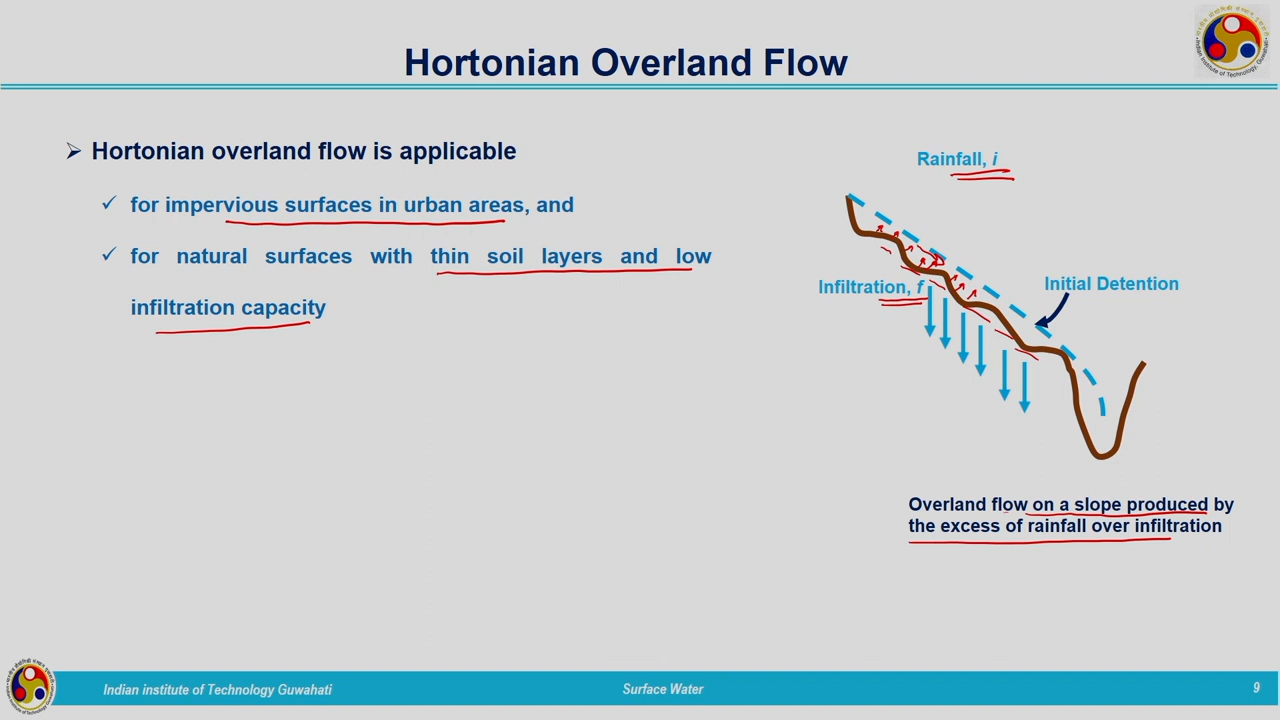 Hortonian Overland Flow
➢ Hortonian overland flow is applicable
✓ for impervious surfaces in urban areas, and
✓ for natural surfaces with thin soil layers and low
infiltration capacity
Rainfall, i
Infiltration, f
Initial Detention
Overland flow on a slope produced by
the excess of rainfall over infiltration
Indian institute of Technology Guwahati
Surface Water
9